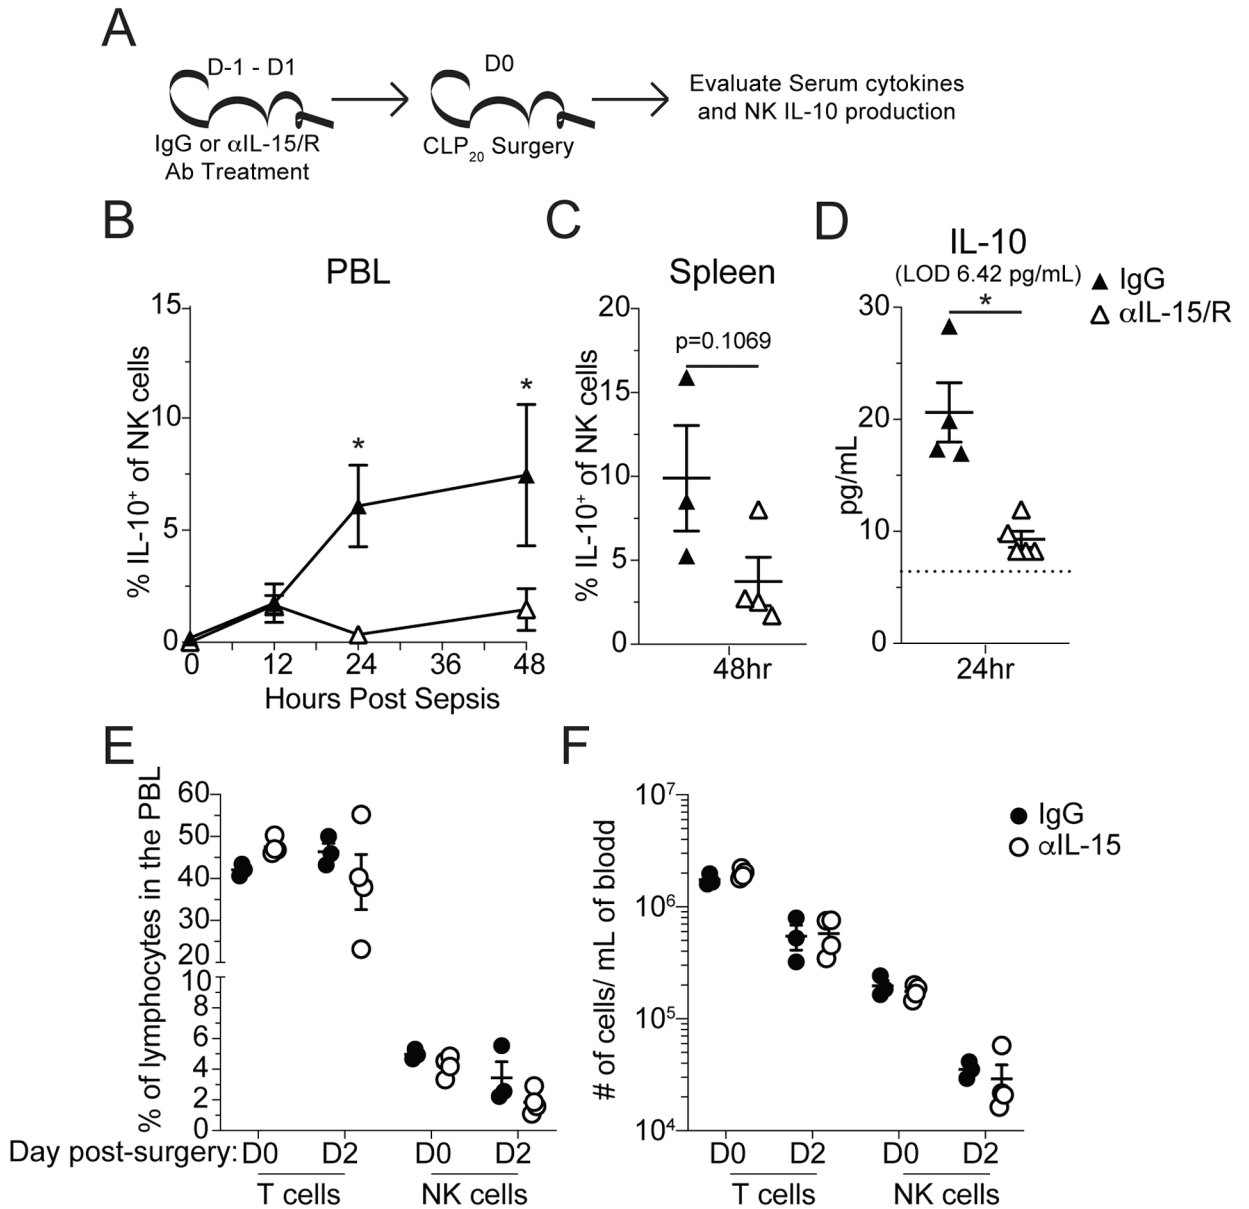 A
D-1 - D1
IgG or αIL-15/R
Ab Treatment
D0
CLP20 Surgery
Evaluate Serum cytokines
and NK IL-10 production
B
PBL
% IL-10+ of NK cells
15
10
5
0
*
*
0 12 24 36 48
Hours Post Sepsis
C
Spleen
% IL-10+ of NK cells
20
15
10
5
0
p=0.1069
48hr
D
IL-10
(LOD 6.42 pg/mL)
pg/mL
30
20
10
0
*
24hr
IgG
αIL-15/R
E
% of lymphocytes in the PBL
60
50
40
30
20
10
8
6
4
2
0
Day post-surgery: D0 D2 D0 D2
T cells NK cells
F
# of cells/ mL of blodd
10^7
10^6
10^5
10^4
D0 D2 D0 D2
T cells NK cells
IgG
αIL-15